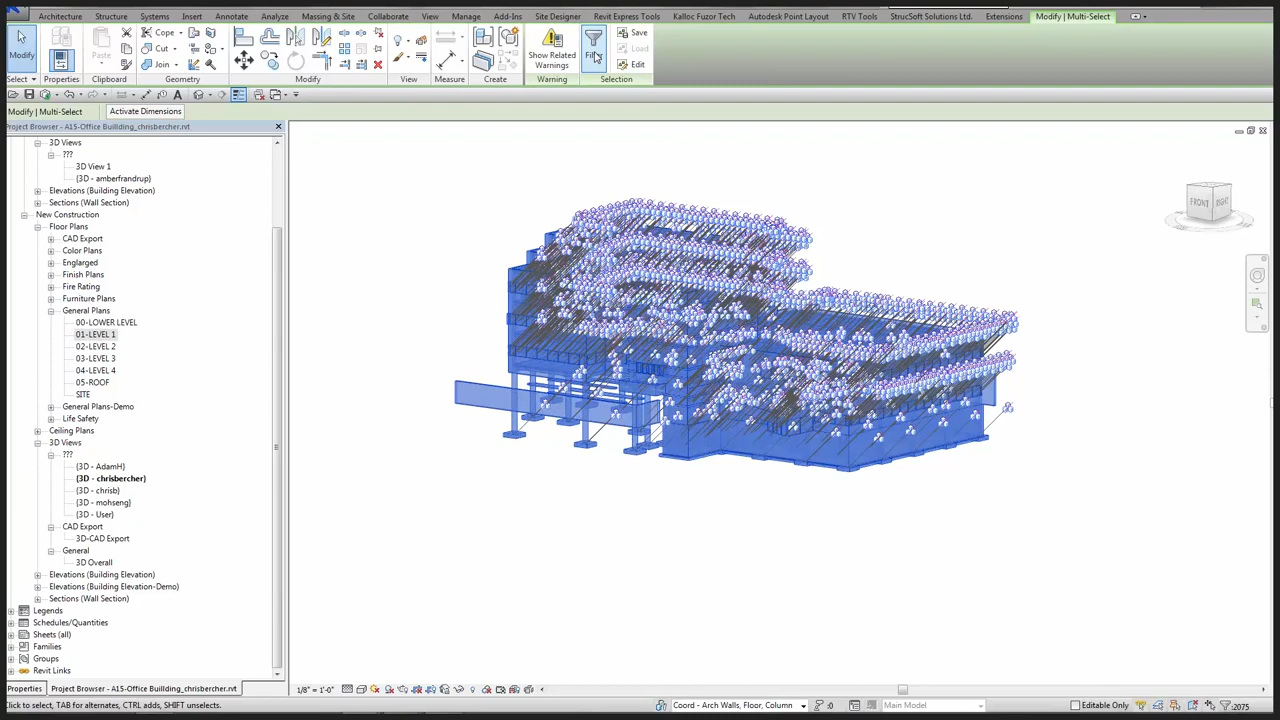 Architecture Structure Systems Insert Annotate Analyze Massing & Site Collaborate View Manage Add-Ins Site Designer Revit Express Tools Kalloc Fuzor Tech Autodesk Point Layout RTV Tools StrucSoft Solutions Ltd. Extensions Modify | Multi-Select
Modify
Paste
Cope
Cut
Join
Show Related
Warnings
Save
Load
Edit
Select Properties Clipboard Geometry Modify View Measure Create Warning Selection
Modify | Multi-Select Activate Dimensions
Project Browser - A15-Office Buillding_chrisbercher.rvt
3D Views
???
3D View 1
{3D - amberfrandrup}
Elevations (Building Elevation)
Sections (Wall Section)
New Construction
Floor Plans
CAD Export
Color Plans
Englarged
Finish Plans
Fire Rating
Furniture Plans
General Plans
00-LOWER LEVEL
01-LEVEL 1
02-LEVEL 2
03-LEVEL 3
04-LEVEL 4
05-ROOF
SITE
General Plans-Demo
Life Safety
Ceiling Plans
3D Views
???
{3D - AdamH}
{3D - chrisbercher}
{3D - chrisb}
{3D - mohseng}
{3D - User}
CAD Export
3D-CAD Export
General
3D Overall
Elevations (Building Elevation)
Elevations (Building Elevation-Demo)
Sections (Wall Section)
Legends
Schedules/Quantities
Sheets (all)
Families
Groups
Revit Links
Properties Project Browser - A15-Office Buillding_chrisbercher.rvt
FRONT RIGHT
1/8" = 1'-0"
Click to select, TAB for alternates, CTRL adds, SHIFT unselects. Coord - Arch Walls, Floor, Column :0 Main Model Editable Only :2075